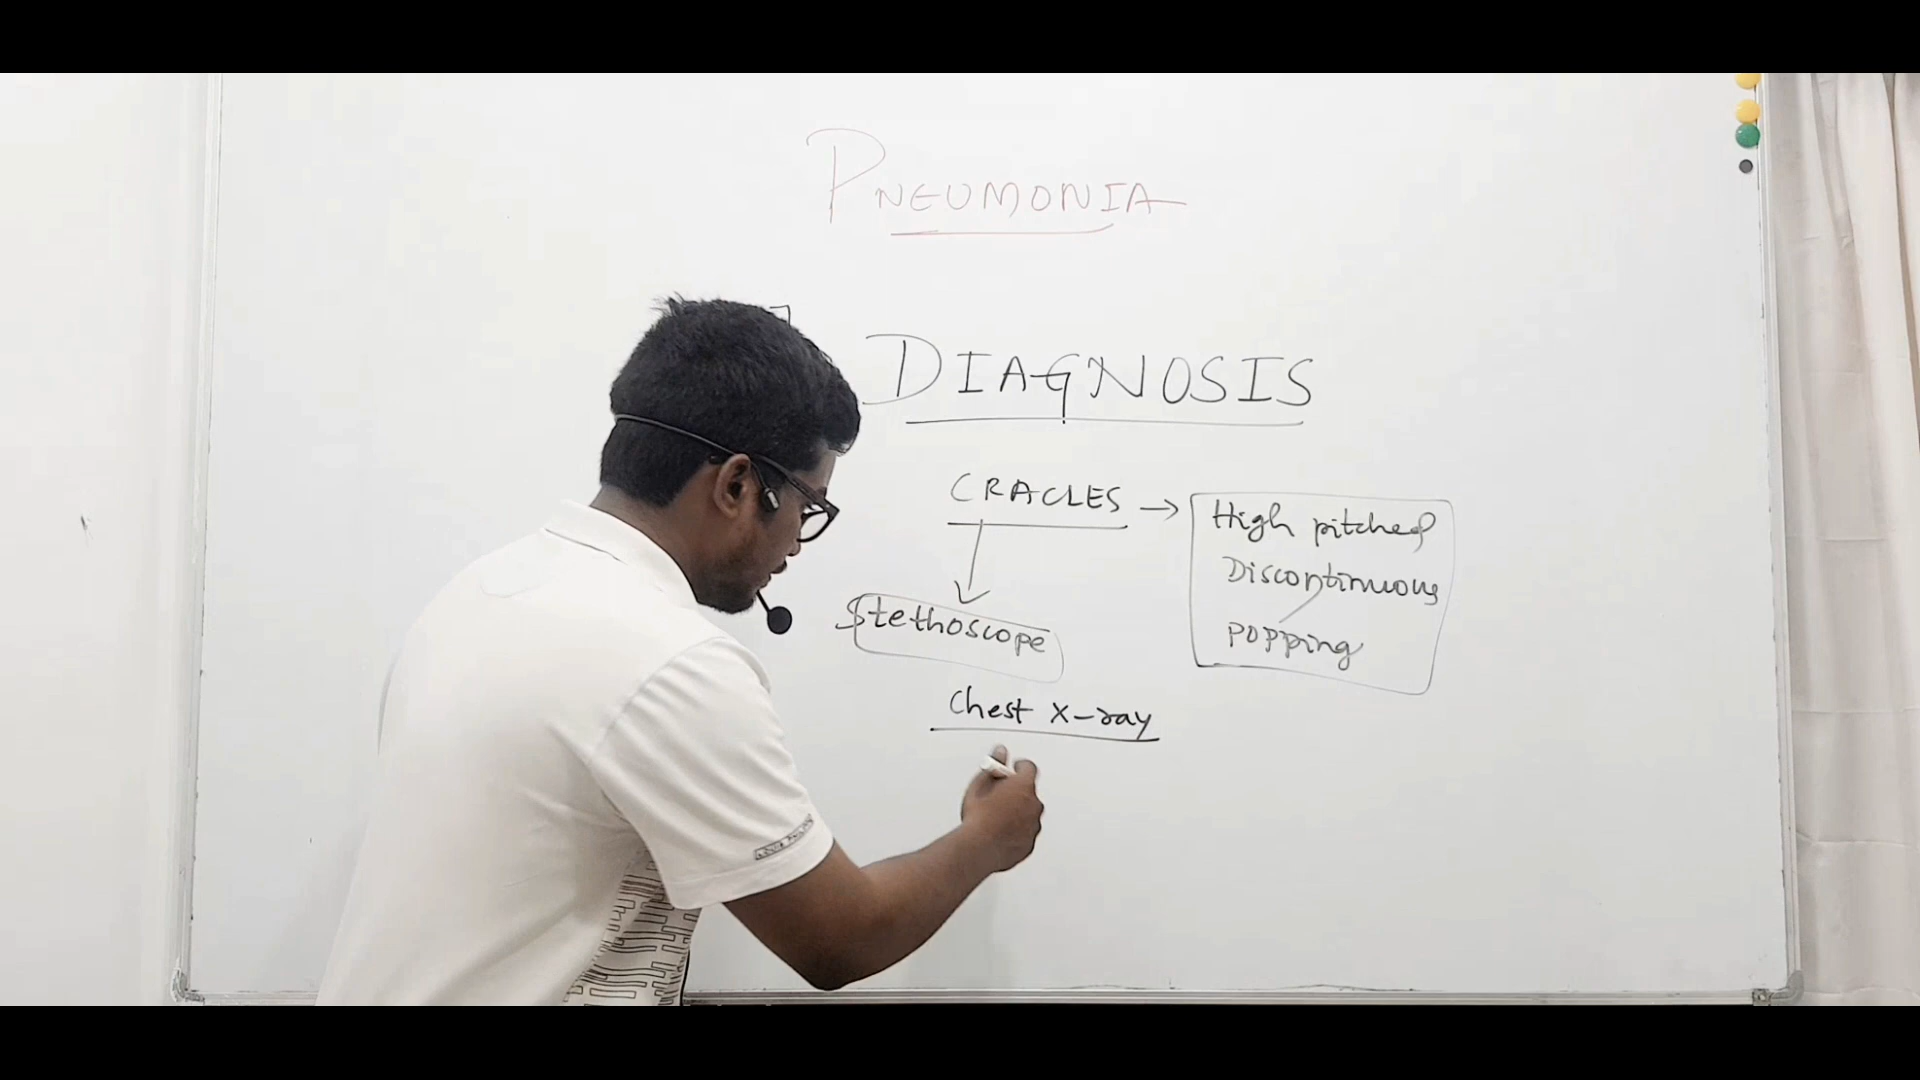 PNEUMONIA
DIAGNOSIS
CRACLES →
High pitched
Discontinuous
popping
Stethoscope
Chest X-ray